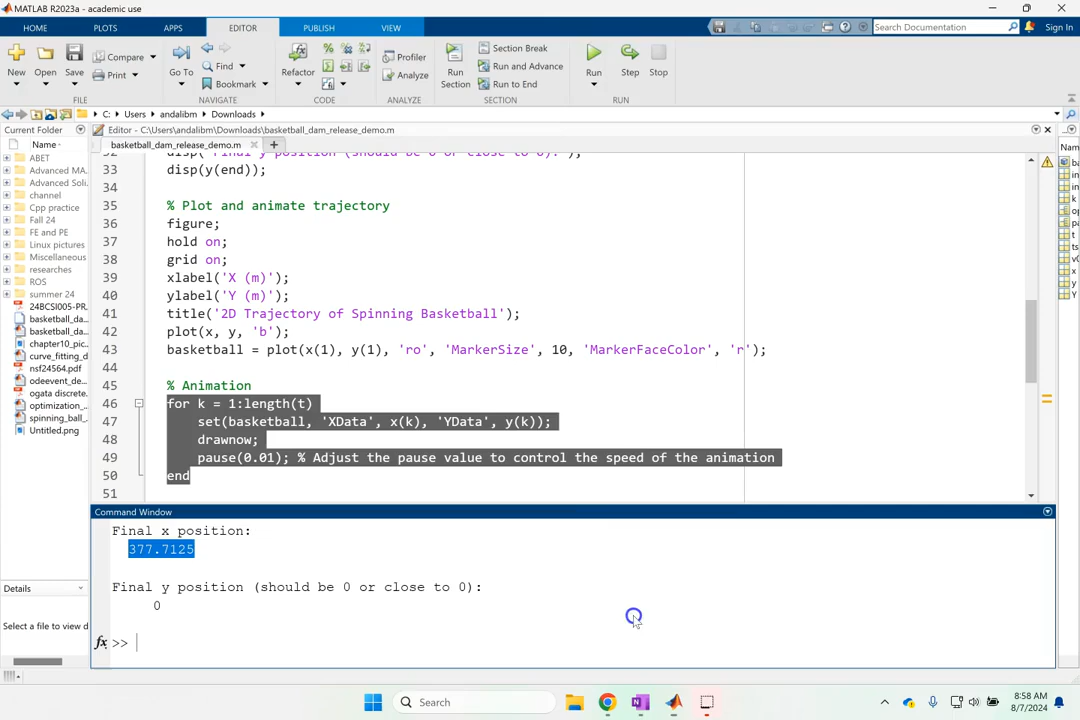 MATLAB R2023a - academic use
HOME PLOTS APPS EDITOR PUBLISH VIEW
Search Documentation
Sign In
New Open Save Compare Print
Go To Find Bookmark
Refactor
Profiler Analyze
Run Section
Section Break
Run and Advance
Run to End
Run Step Stop
FILE NAVIGATE CODE ANALYZE SECTION RUN
C: Users andalibm Downloads
Current Folder
Editor - C:\Users\andalibm\Downloads\basketball_dam_release_demo.m
Name
basketball_dam_release_demo.m
ABET
Advanced MA...
Advanced Soli...
channel
Cpp practice
Fall 24
FE and PE
Linux pictures
Miscellaneous
researches
ROS
summer 24
24BCSI005-PR...
basketball_da...
basketball_da...
chapter10_pic...
curve_fitting_d...
nsf24564.pdf
odeevent_de...
ogata discrete...
optimization_...
spinning_ball_...
Untitled.png
Details
Select a file to view d
33 disp(y(end));
34
35 % Plot and animate trajectory
36 figure;
37 hold on;
38 grid on;
39 xlabel('X (m)');
40 ylabel('Y (m)');
41 title('2D Trajectory of Spinning Basketball');
42 plot(x, y, 'b');
43 basketball = plot(x(1), y(1), 'ro', 'MarkerSize', 10, 'MarkerFaceColor', 'r');
44
45 % Animation
46 for k = 1:length(t)
47 set(basketball, 'XData', x(k), 'YData', y(k));
48 drawnow;
49 pause(0.01); % Adjust the pause value to control the speed of the animation
50 end
51
Command Window
Final x position:
377.7125
Final y position (should be 0 or close to 0):
0
fx >>
Nam
ba
in
in
k
op
pa
t
ts
v0
x
y
Y
Search
8:58 AM
8/7/2024